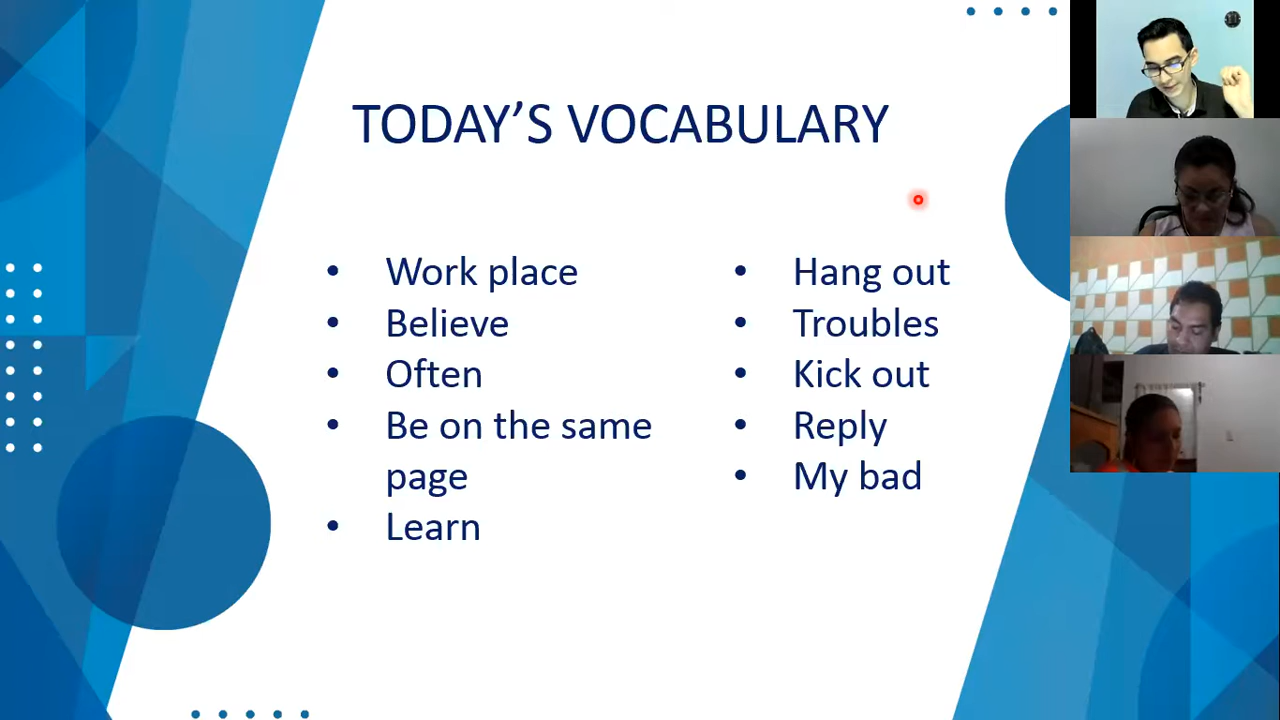 TODAY’S VOCABULARY
• Work place
• Believe
• Often
• Be on the same
page
• Learn
• Hang out
• Troubles
• Kick out
• Reply
• My bad